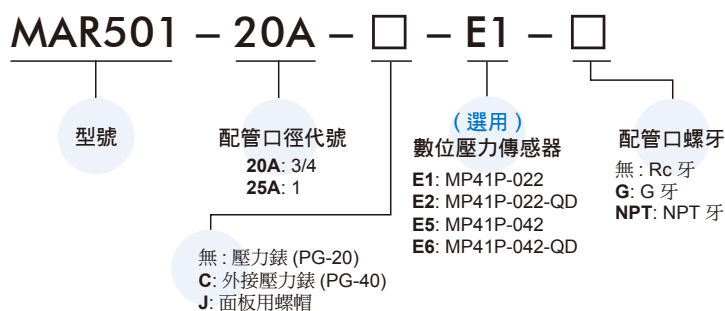 MAR501 – 20A – □ – E1 – □
型號
配管口徑代號
20A: 3/4
25A: 1
無 : 壓力錶 (PG-20)
C: 外接壓力錶 (PG-40)
J: 面板用螺帽
( 選用 )
數位壓力傳感器
E1: MP41P-022
E2: MP41P-022-QD
E5: MP41P-042
E6: MP41P-042-QD
配管口螺牙
無 : Rc 牙
G: G 牙
NPT: NPT 牙